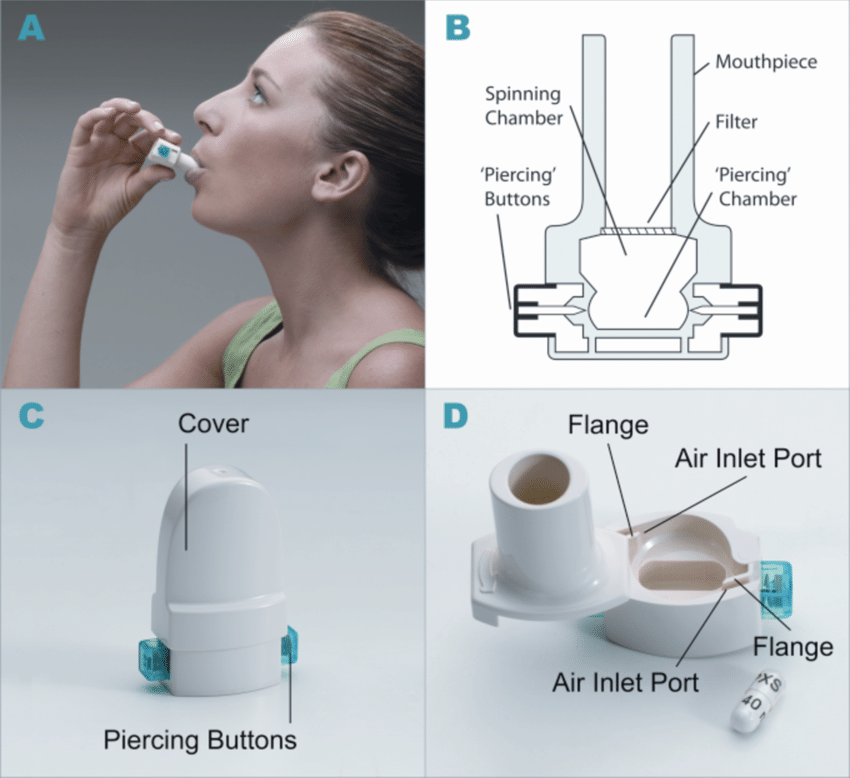 A
B
Mouthpiece
Spinning
Chamber
Filter
'Piercing'
Buttons
'Piercing'
Chamber
C
Cover
Piercing Buttons
D
Flange
Air Inlet Port
Flange
Air Inlet Port
40